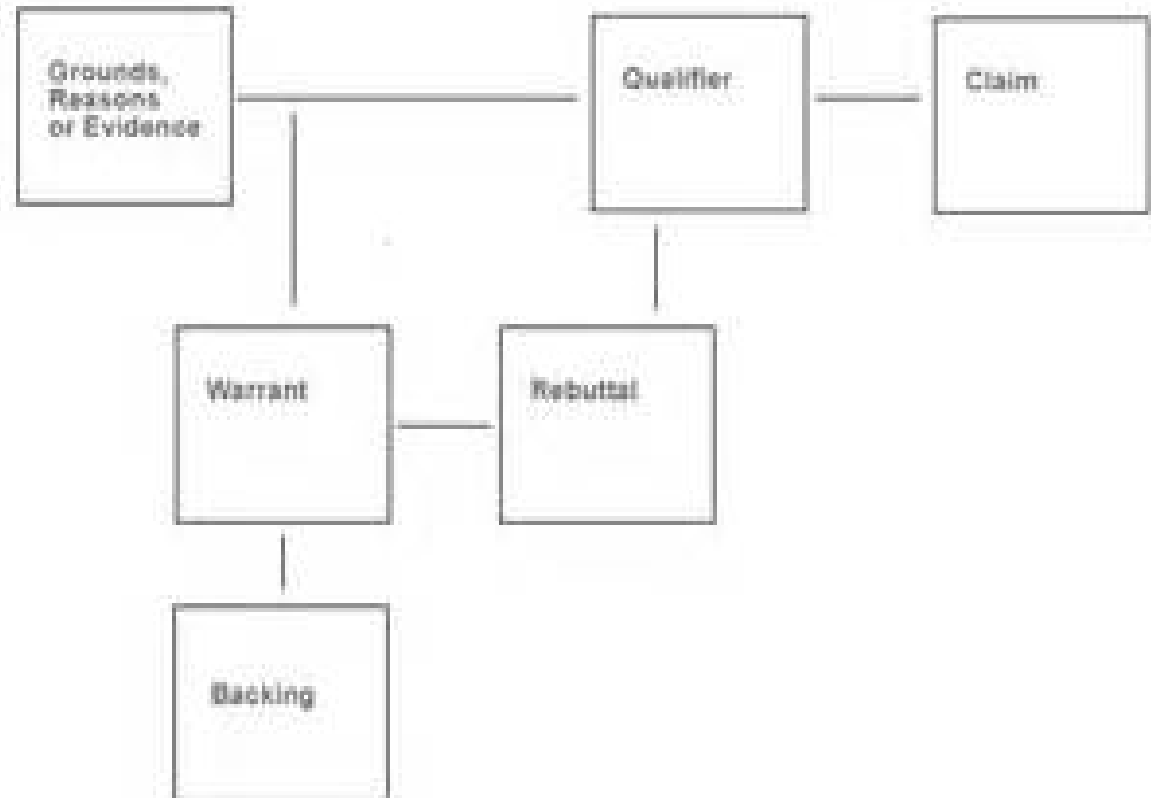 Grounds,
Reasons
or Evidence
Qualifier
Claim
Warrant
Rebuttal
Backing